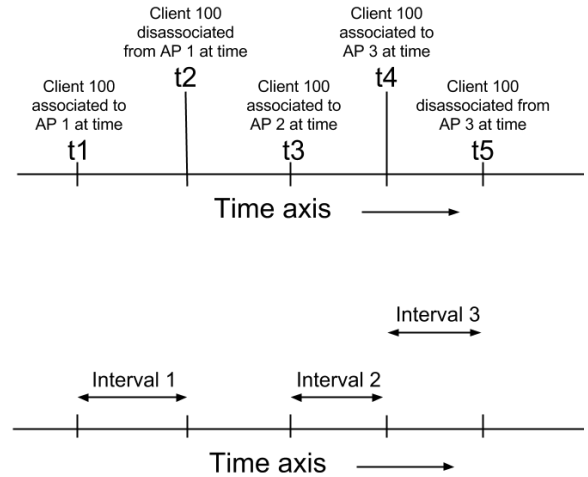 Client 100
disassociated
from AP 1 at time
t2
Client 100
associated to
AP 3 at time
t4
Client 100
associated to
AP 1 at time
t1
Client 100
associated to
AP 2 at time
t3
Client 100
disassociated from
AP 3 at time
t5
Time axis
Interval 3
Interval 1
Interval 2
Time axis